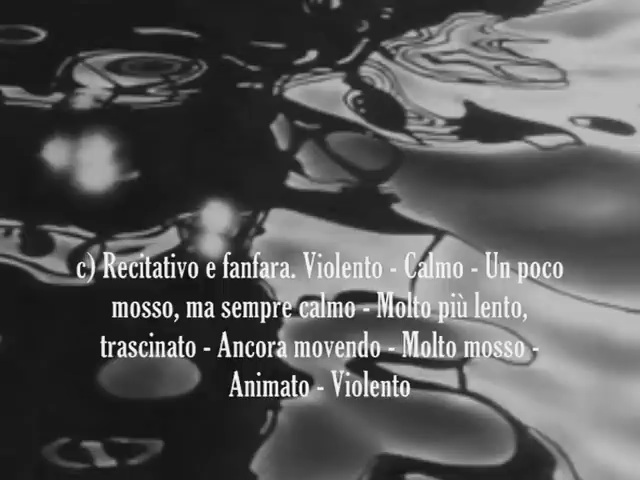 c) Recitativo e fanfara. Violento - Calmo - Un poco
mosso, ma sempre calmo - Molto più lento,
trascinato - Ancora movendo - Molto mosso -
Animato - Violento